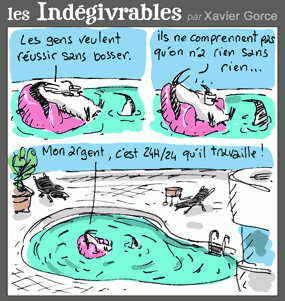 les Indégivrables par Xavier Gorce
Les gens veulent
réussir sans bosser.
ils ne comprennent pas
qu'on n'a rien sans
rien...
Mon argent, c'est 24H/24 qu'il travaille !